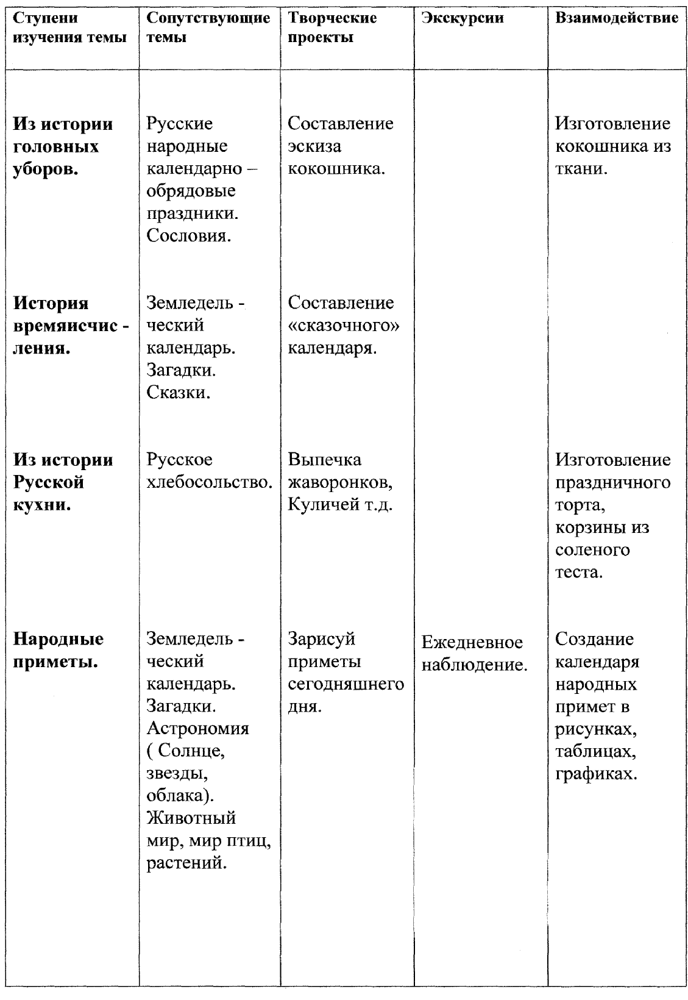 Ступени
изучения темы
Сопутствующие
темы
Творческие
проекты
Экскурсии
Взаимодействие
Из истории
головных
уборов.
Русские
народные
календарно –
обрядовые
праздники.
Сословия.
Составление
эскиза
кокошника.
Изготовление
кокошника из
ткани.
История
времяисчис -
ления.
Земледель -
ческий
календарь.
Загадки.
Сказки.
Составление
«сказочного»
календаря.
Из истории
Русской
кухни.
Русское
хлебосольство.
Выпечка
жаворонков,
Куличей т.д.
Изготовление
праздничного
торта,
корзины из
соленого
теста.
Народные
приметы.
Земледель -
ческий
календарь.
Загадки.
Астрономия
( Солнце,
звезды,
облака).
Животный
мир, мир птиц,
растений.
Зарисуй
приметы
сегодняшнего
дня.
Ежедневное
наблюдение.
Создание
календаря
народных
примет в
рисунках,
таблицах,
графиках.